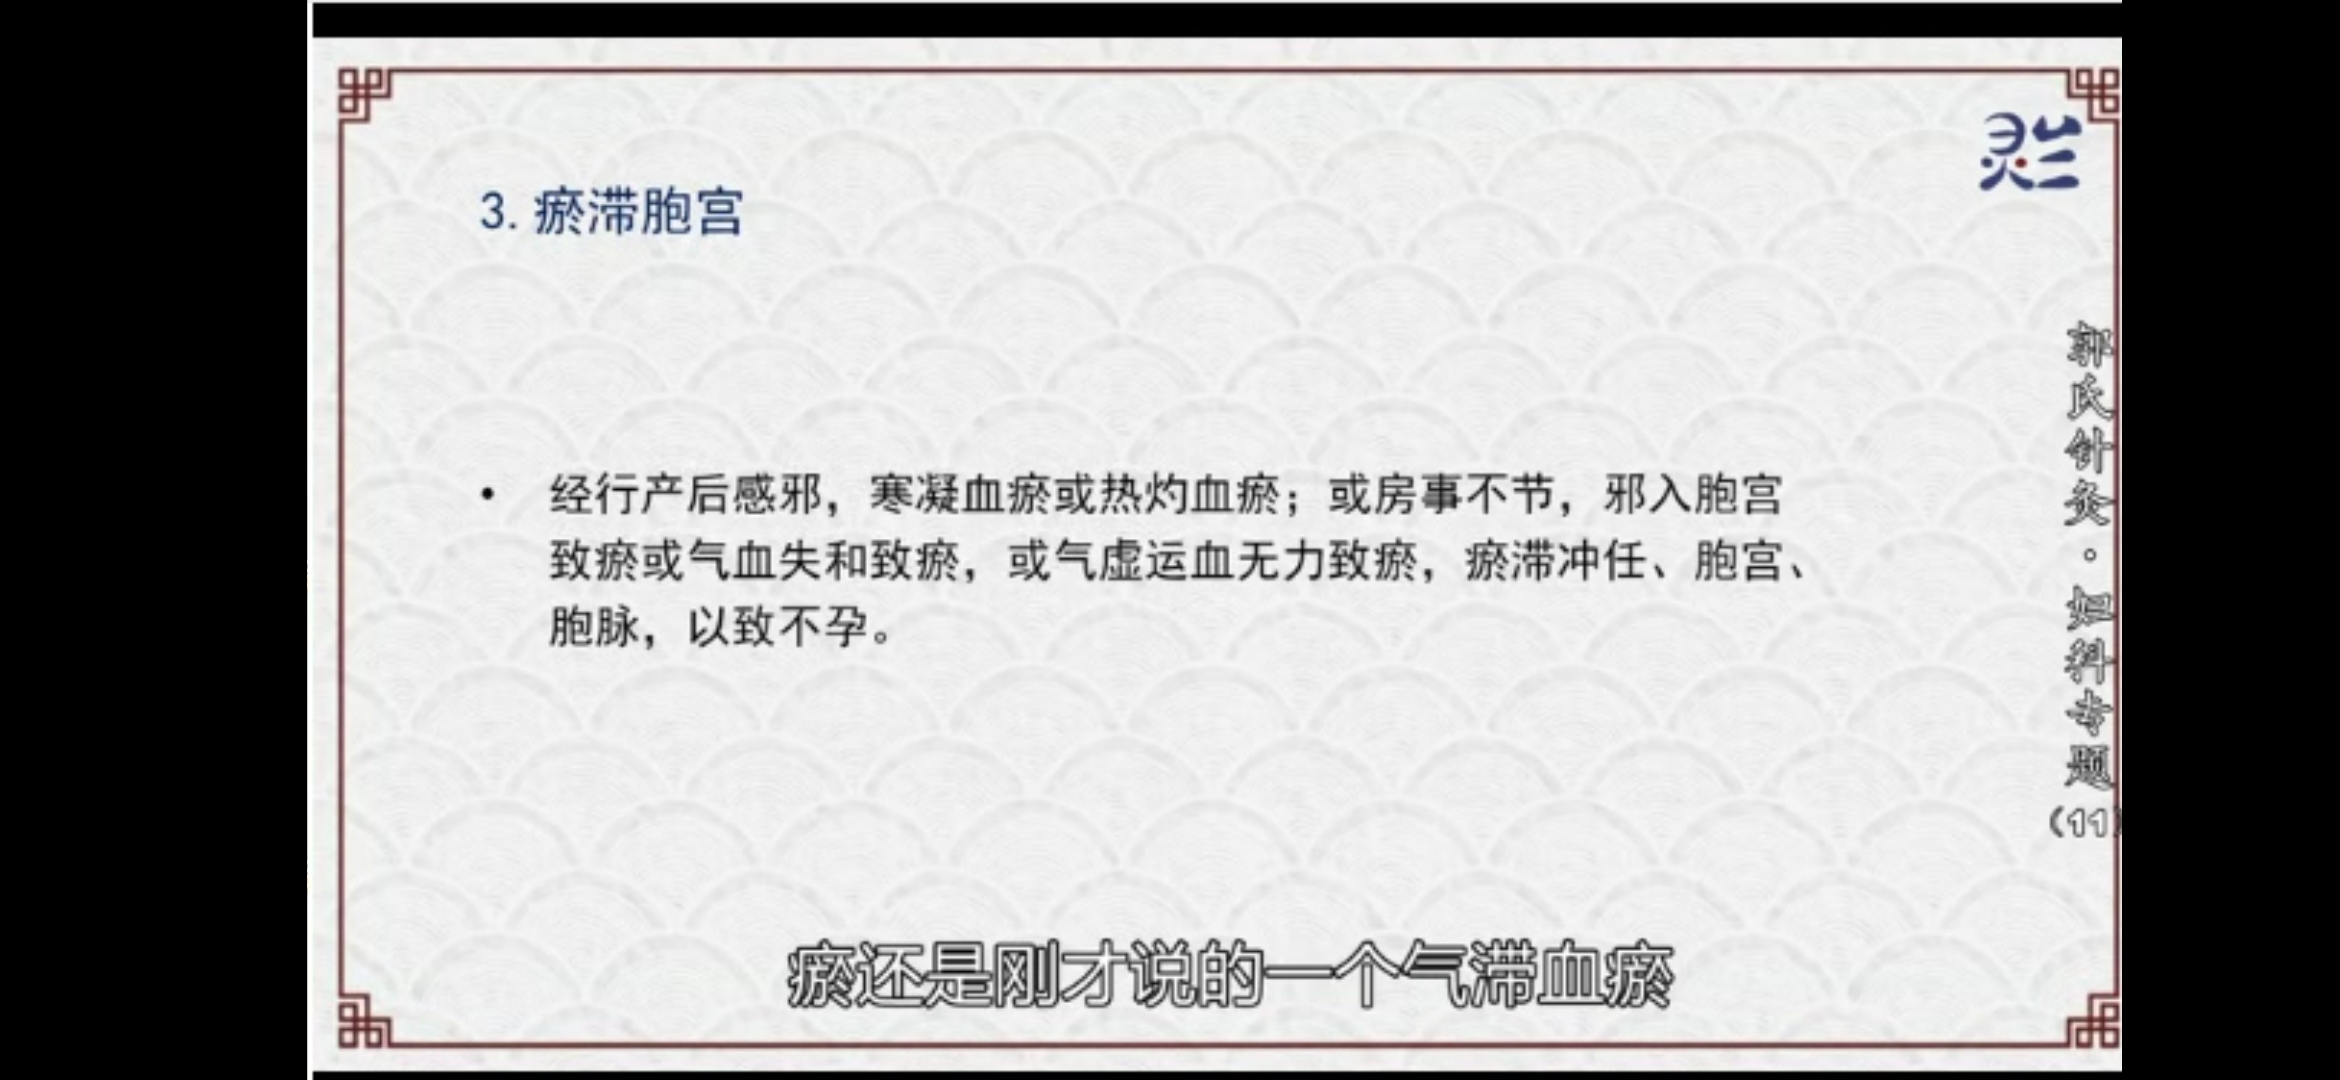 灵兰
3. 瘀滞胞宫
• 经行产后感邪，寒凝血瘀或热灼血瘀；或房事不节，邪入胞宫
致瘀或气血失和致瘀，或气虚运血无力致瘀，瘀滞冲任、胞宫、
胞脉，以致不孕。
郭氏针灸·妇科专题(11)
瘀还是刚才说的一个气滞血瘀